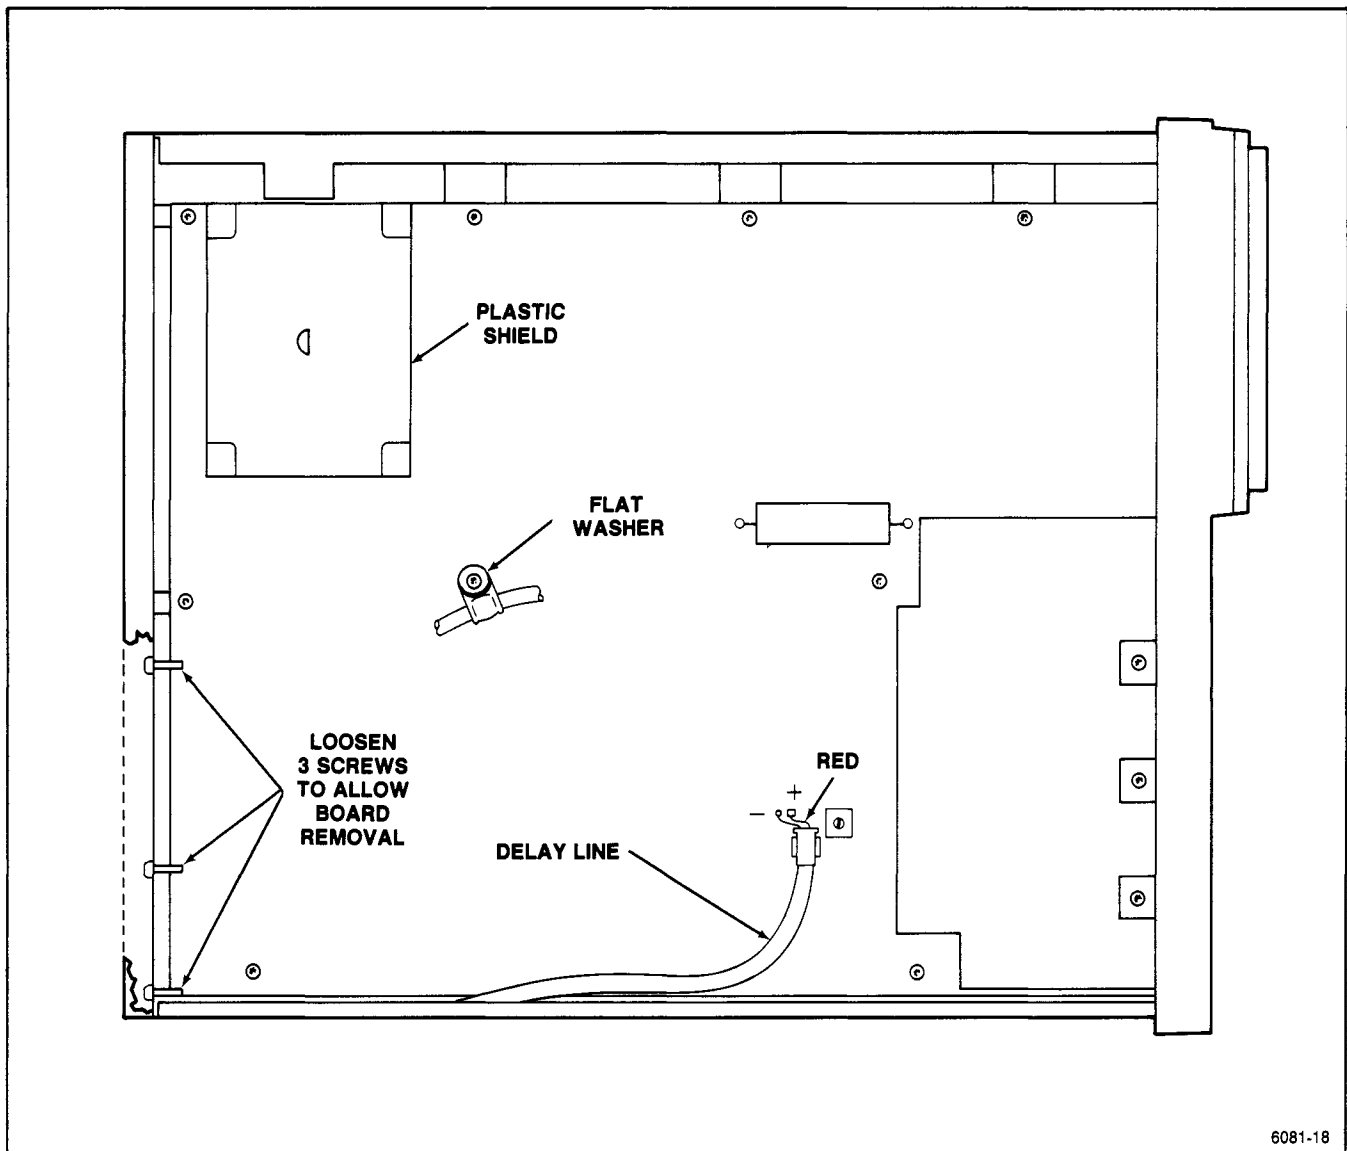 PLASTIC
SHIELD
FLAT
WASHER
LOOSEN
3 SCREWS
TO ALLOW
BOARD
REMOVAL
RED
+
−
DELAY LINE
6081-18